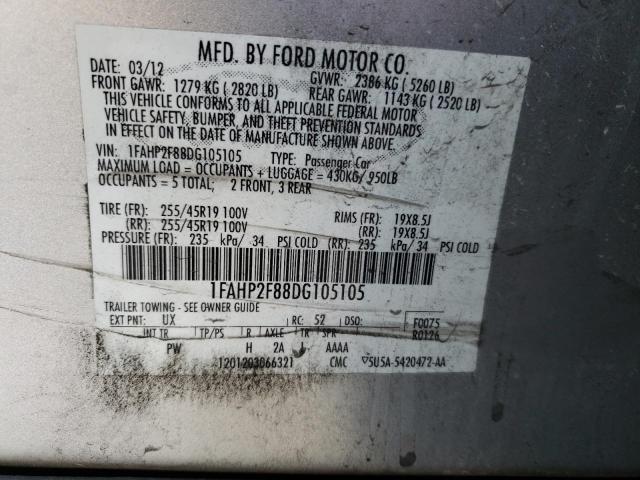 MFD. BY FORD MOTOR CO.
DATE: 03/12 GVWR: 2386 KG ( 5260 LB)
FRONT GAWR: 1279 KG ( 2820 LB) REAR GAWR: 1143 KG ( 2520 LB)
THIS VEHICLE CONFORMS TO ALL APPLICABLE FEDERAL MOTOR
VEHICLE SAFETY, BUMPER, AND THEFT PREVENTION STANDARDS
IN EFFECT ON THE DATE OF MANUFACTURE SHOWN ABOVE.
VIN: 1FAHP2F88DG105105 TYPE: Passenger Car
MAXIMUM LOAD = OCCUPANTS + LUGGAGE = 430KG/950LB
OCCUPANTS = 5 TOTAL; 2 FRONT, 3 REAR
TIRE (FR): 255/45R19 100V RIMS (FR): 19X8.5J
(RR): 255/45R19 100V (RR): 19X8.5J
PRESSURE (FR): 235 kPa/ 34 PSI COLD (RR): 235 kPa/ 34 PSI COLD
1FAHP2F88DG105105
TRAILER TOWING - SEE OWNER GUIDE
EXT PNT: UX RC: 52 DSO: F0075
INT TR TP/PS R AXLE TR SPR R0126
PW H 2A J AAAA
1201203066321 CMC 5U5A-5420472-AA